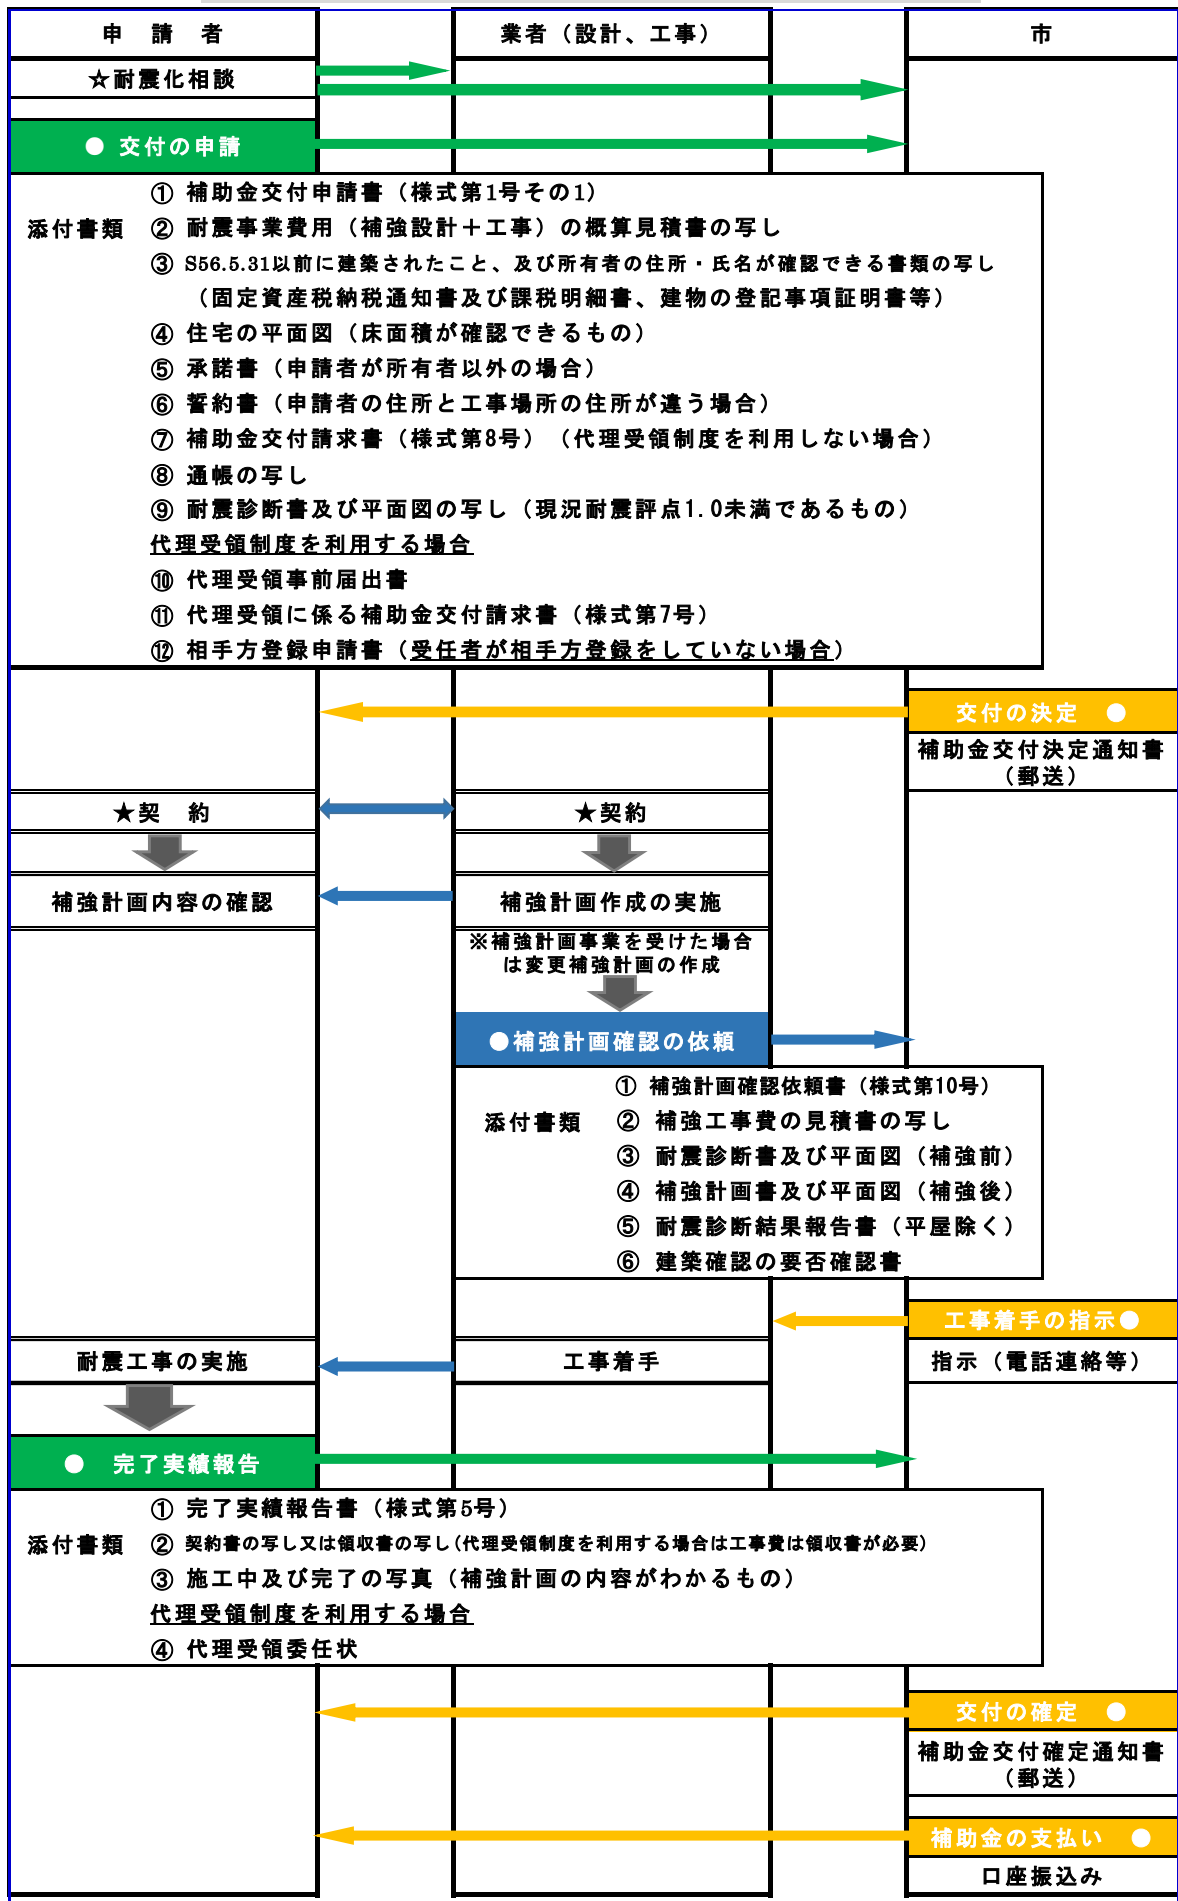 申　請　者
業者（設計、工事）
市
☆耐震化相談
● 交付の申請
① 補助金交付申請書（様式第1号その1）
添付書類
② 耐震事業費用（補強設計＋工事）の概算見積書の写し
③ S56.5.31以前に建築されたこと、及び所有者の住所・氏名が確認できる書類の写し
（固定資産税納税通知書及び課税明細書、建物の登記事項証明書等）
④ 住宅の平面図（床面積が確認できるもの）
⑤ 承諾書（申請者が所有者以外の場合）
⑥ 誓約書（申請者の住所と工事場所の住所が違う場合）
⑦ 補助金交付請求書（様式第8号）（代理受領制度を利用しない場合）
⑧ 通帳の写し
⑨ 耐震診断書及び平面図の写し（現況耐震評点1.0未満であるもの）
代理受領制度を利用する場合
⑩ 代理受領事前届出書
⑪ 代理受領に係る補助金交付請求書（様式第7号）
⑫ 相手方登録申請書（受任者が相手方登録をしていない場合）
交付の決定　●
補助金交付決定通知書
（郵送）
★契　約
★契約
補強計画内容の確認
補強計画作成の実施
※補強計画事業を受けた場合
は変更補強計画の作成
●補強計画確認の依頼
① 補強計画確認依頼書（様式第10号）
添付書類
② 補強工事費の見積書の写し
③ 耐震診断書及び平面図（補強前）
④ 補強計画書及び平面図（補強後）
⑤ 耐震診断結果報告書（平屋除く）
⑥ 建築確認の要否確認書
工事着手の指示●
耐震工事の実施
工事着手
指示（電話連絡等）
●　完了実績報告
① 完了実績報告書（様式第5号）
添付書類
② 契約書の写し又は領収書の写し（代理受領制度を利用する場合は工事費は領収書が必要）
③ 施工中及び完了の写真（補強計画の内容がわかるもの）
代理受領制度を利用する場合
④ 代理受領委任状
交付の確定　●
補助金交付確定通知書
（郵送）
補助金の支払い　●
口座振込み